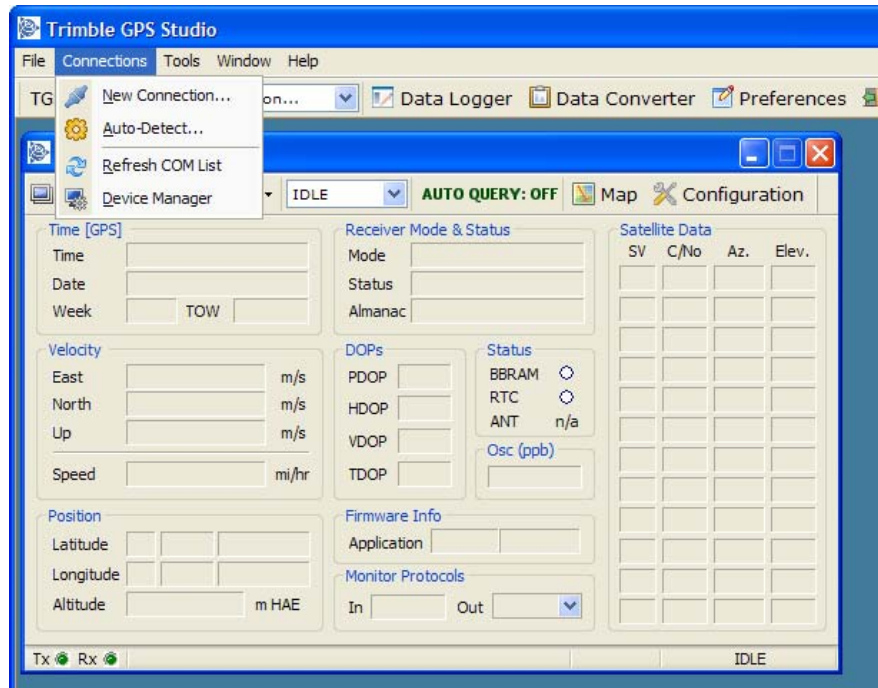 Trimble GPS Studio
File Connections Tools Window Help
TG on... Data Logger Data Converter Preferences
New Connection...
Auto-Detect...
Refresh COM List
Device Manager
IDLE AUTO QUERY: OFF Map Configuration
Time [GPS] Receiver Mode & Status Satellite Data
Time Mode SV C/No Az. Elev.
Date Status
Week TOW Almanac
Velocity DOPs Status
East m/s PDOP BBRAM
North m/s HDOP RTC
Up m/s VDOP ANT n/a
Osc (ppb)
Speed mi/hr TDOP
Position Firmware Info
Latitude Application
Longitude Monitor Protocols
Altitude m HAE In Out
Tx Rx IDLE